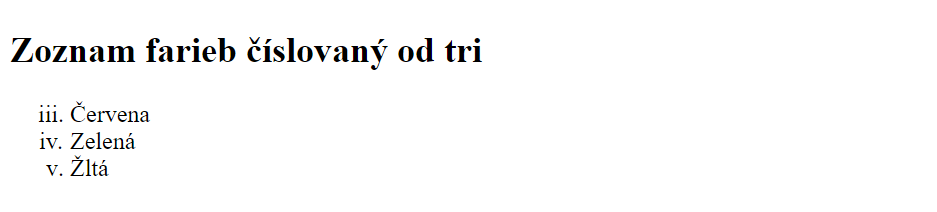 Zoznam farieb číslovaný od tri
iii. Červena
iv. Zelená
v. Žltá